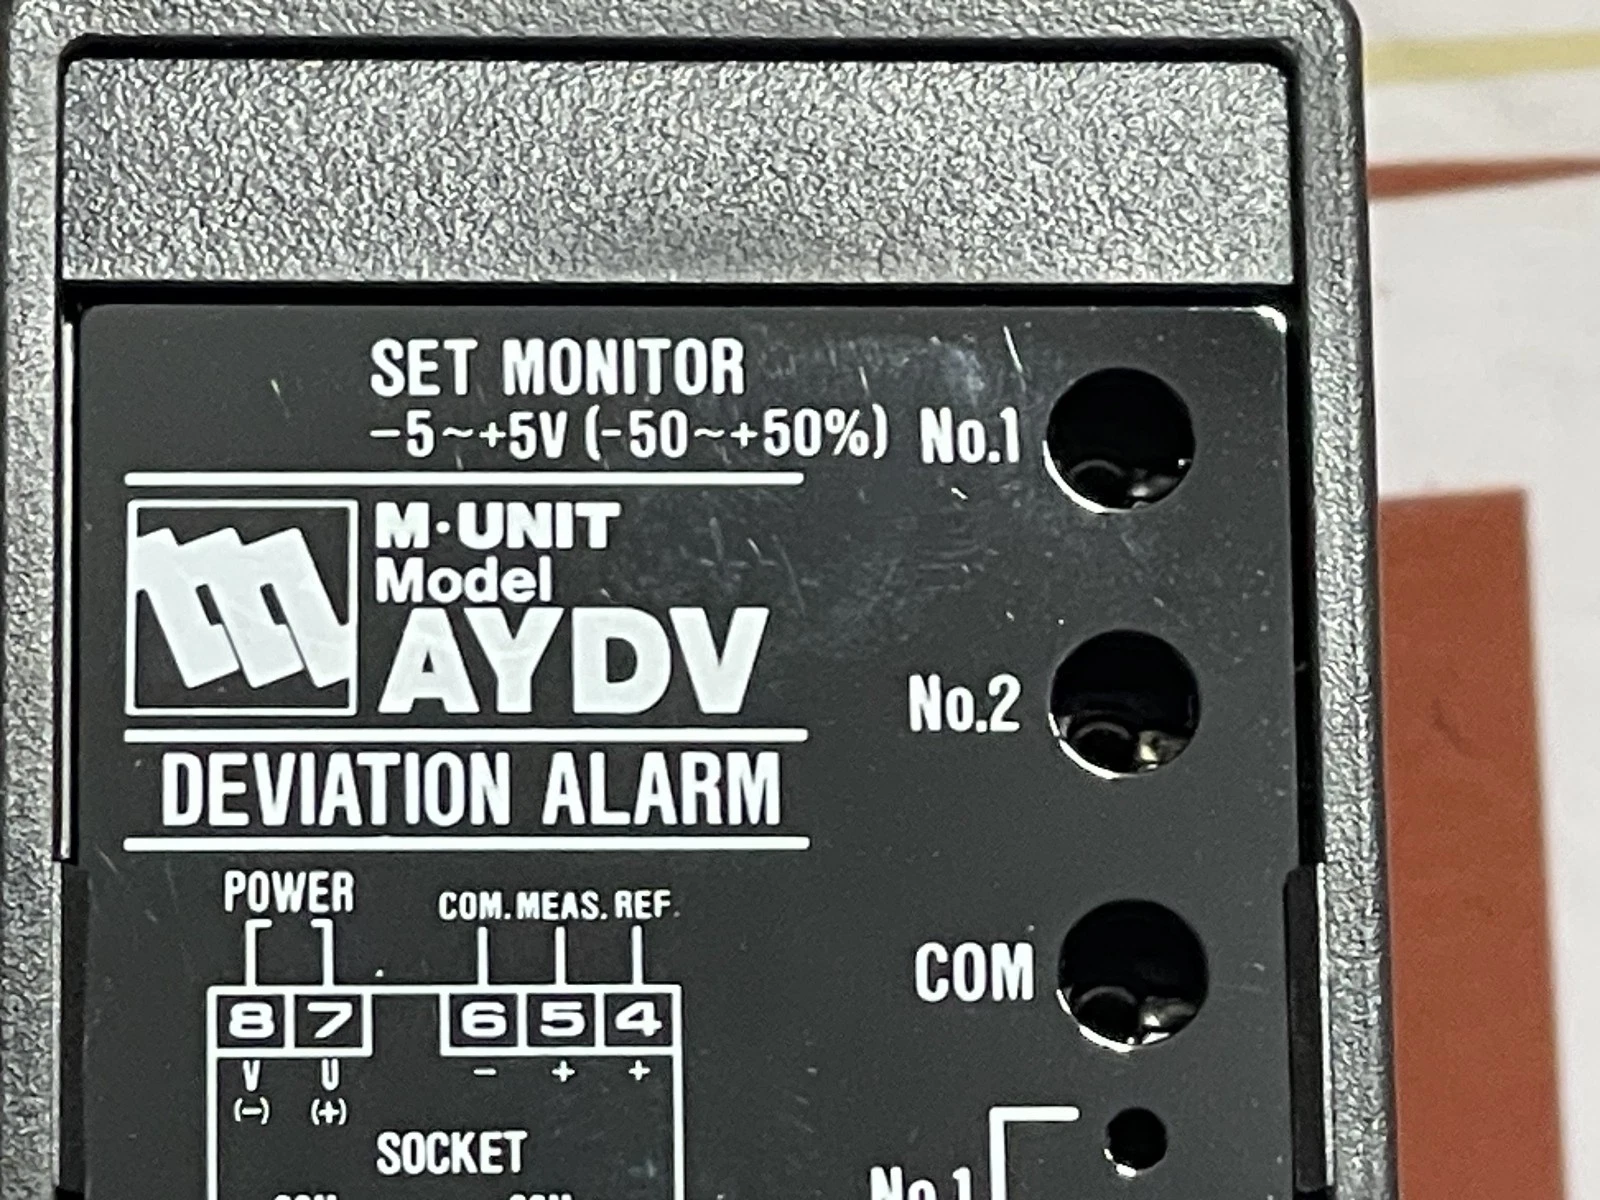 SET MONITOR
-5~+5V (-50~+50%) No.1
M·UNIT
Model
AYDV
No.2
DEVIATION ALARM
POWER COM. MEAS. REF.
COM
8 7 6 5 4
V U - + +
(-) (+)
SOCKET
No.1